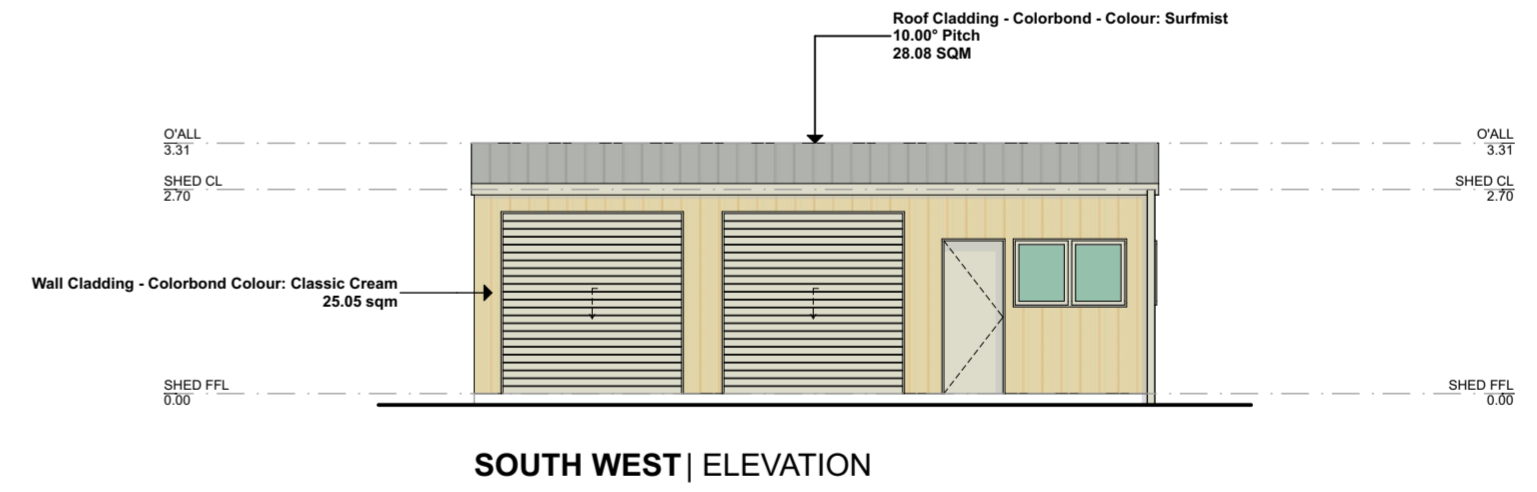 Roof Cladding - Colorbond - Colour: Surfmist
10.00° Pitch
28.08 SQM
O'ALL
3.31
O'ALL
3.31
SHED CL
2.70
SHED CL
2.70
Wall Cladding - Colorbond Colour: Classic Cream
25.05 sqm
SHED FFL
0.00
SHED FFL
0.00
SOUTH WEST | ELEVATION